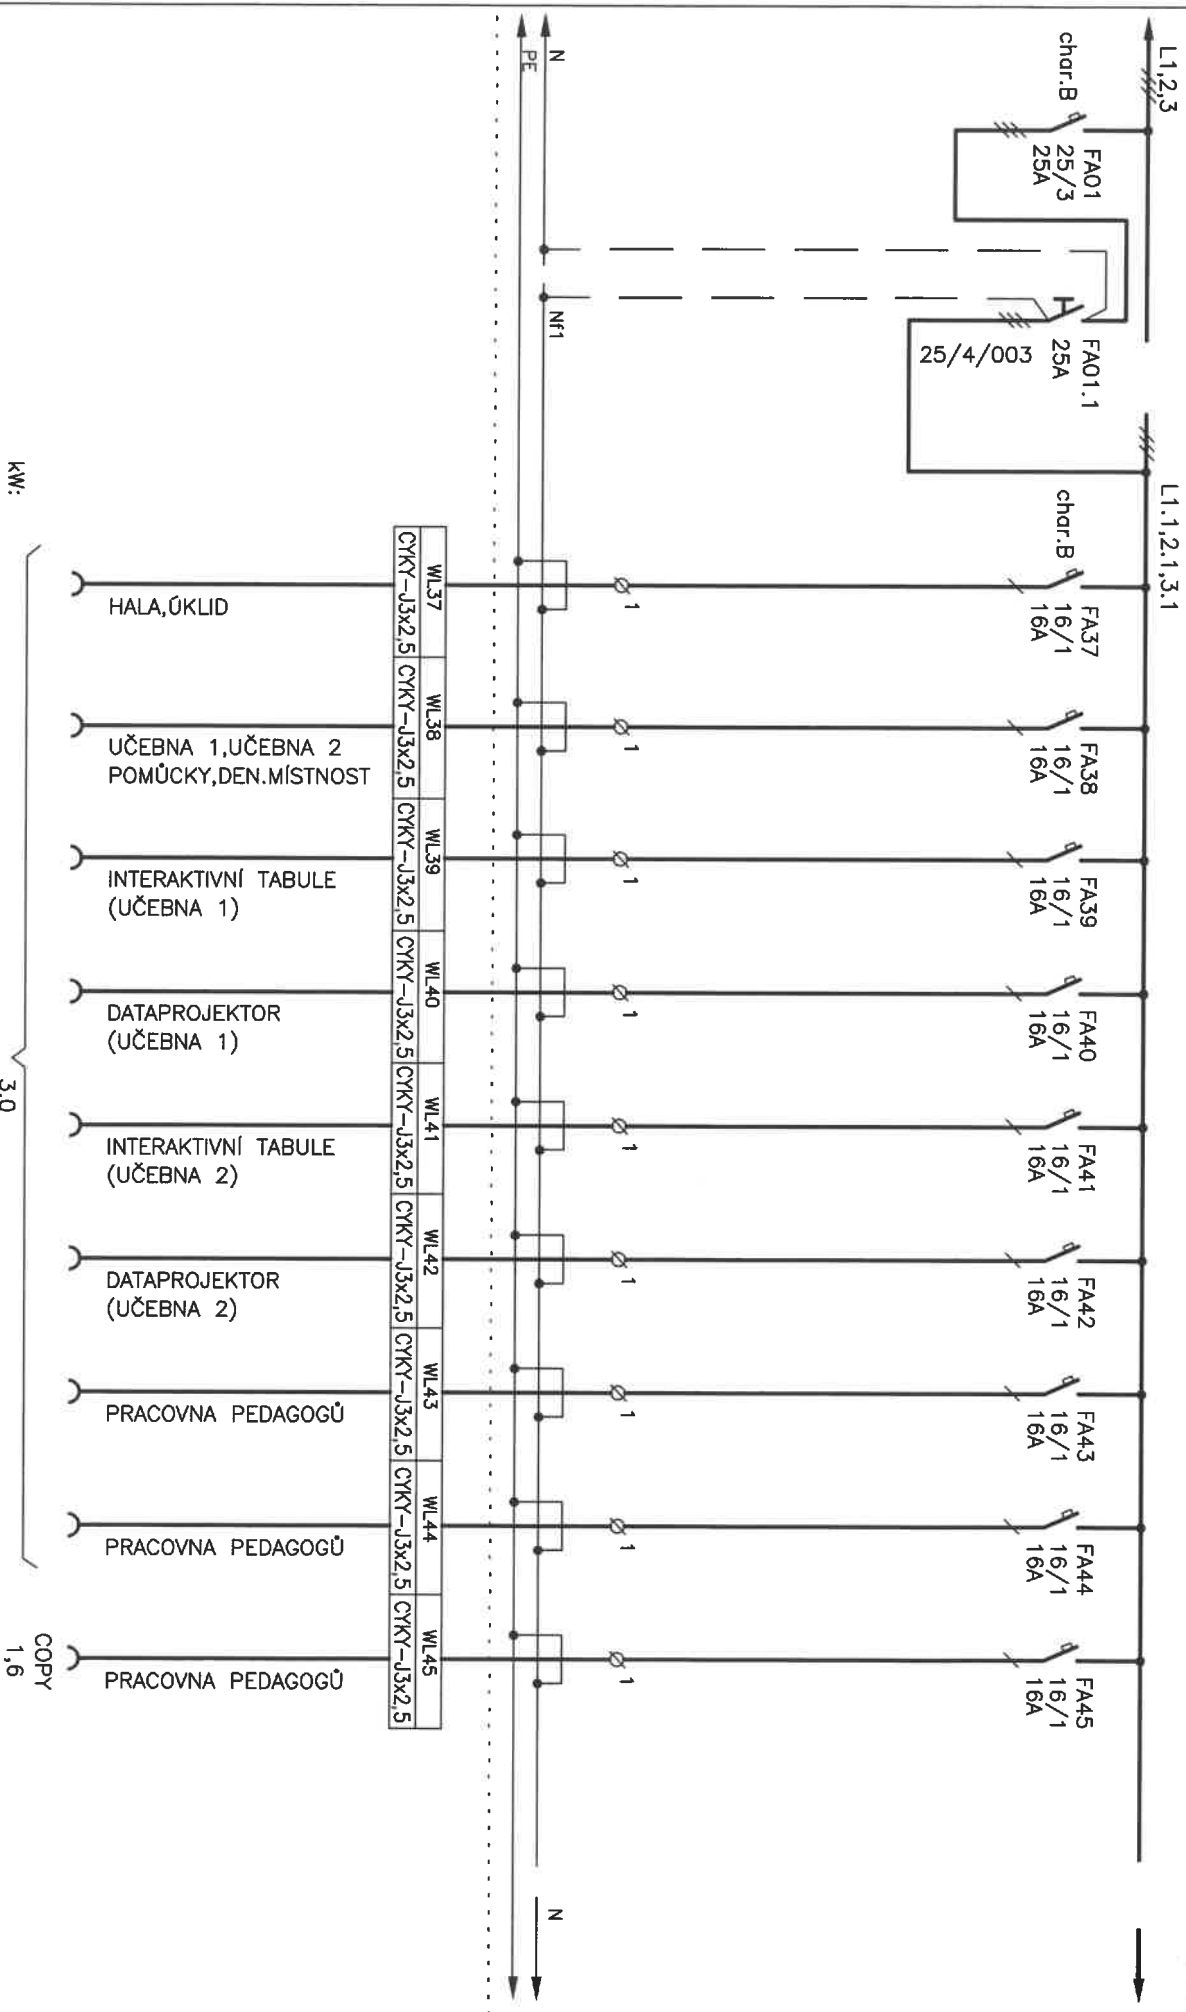 L1,2,3
L1.1,2.1,3.1
char.B
FA01
25/3
25A
FA01.1
25A
25/4/003
char.B
FA37
16/1
16A
FA38
16/1
16A
FA39
16/1
16A
FA40
16/1
16A
FA41
16/1
16A
FA42
16/1
16A
FA43
16/1
16A
FA44
16/1
16A
FA45
16/1
16A
1
1
1
1
1
1
1
1
1
N
Nf1
N
PE
WL37
WL38
WL39
WL40
WL41
WL42
WL43
WL44
WL45
CYKY-J3x2,5
CYKY-J3x2,5
CYKY-J3x2,5
CYKY-J3x2,5
CYKY-J3x2,5
CYKY-J3x2,5
CYKY-J3x2,5
CYKY-J3x2,5
CYKY-J3x2,5
HALA,ÚKLID
UČEBNA 1,UČEBNA 2
POMŮCKY,DEN.MÍSTNOST
INTERAKTIVNÍ TABULE
(UČEBNA 1)
DATAPROJEKTOR
(UČEBNA 1)
INTERAKTIVNÍ TABULE
(UČEBNA 2)
DATAPROJEKTOR
(UČEBNA 2)
PRACOVNA PEDAGOGŮ
PRACOVNA PEDAGOGŮ
PRACOVNA PEDAGOGŮ
kW:
3,0
COPY
1,6